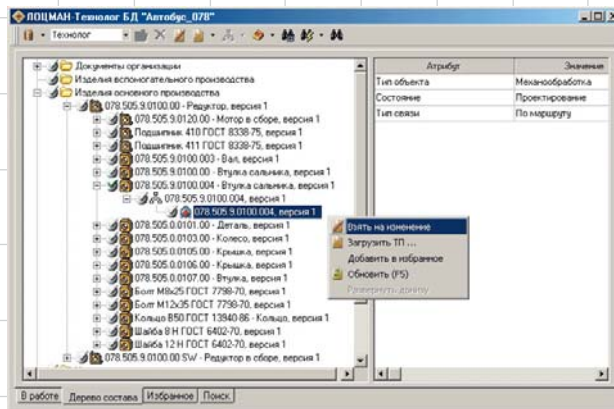 ЛОЦМАН-Технолог БД "Автобус_078"
Технолог
Документы организации
Изделия вспоногательного производства
Изделия основного производства
078.505.9.0100.00 - Редуктор, версия 1
078.505.9.0120.00 - Мотор в сборе, версия 1
Подшипник 410 ГОСТ 8338-75, версия 1
Подшипник 411 ГОСТ 8338-75, версия 1
078.505.9.0100.003 - Вал, версия 1
078.505.9.0100.00 - Втулка сальника, версия 1
078.505.9.0100.004 - Втулка сальника, версия 1
078.505.9.0100.004, версия 1
078.505.9.0100.004, версия 1
078.505.9.0101.00 - Деталь, версия 1
078.505.9.0103.00 - Колесо, версия 1
078.505.9.0105.00 - Крышка, версия 1
078.505.9.0106.00 - Крышка, версия 1
078.505.9.0107.00 - Втулка, версия 1
Болт М8х25 ГОСТ 7798-70, версия 1
Болт М12х35 ГОСТ 7798-70, версия 1
Кольцо В50 ГОСТ 13940-86 - Кольцо, версия 1
Шайба 8 Н ГОСТ 6402-70, версия 1
Шайба 12 Н ГОСТ 6402-70, версия 1
078.505.9.0100.00 SW - Редуктор в сборе, версия 1
Атрибут Значение
Тип объекта Механообработка
Состояние Проектирование
Тип связи По маршруту
Взять на изменение
Загрузить ТП ...
Добавить в избранное
Обновить (F5)
Развернуть ветку
В работе Дерево состава Избранное Поиск